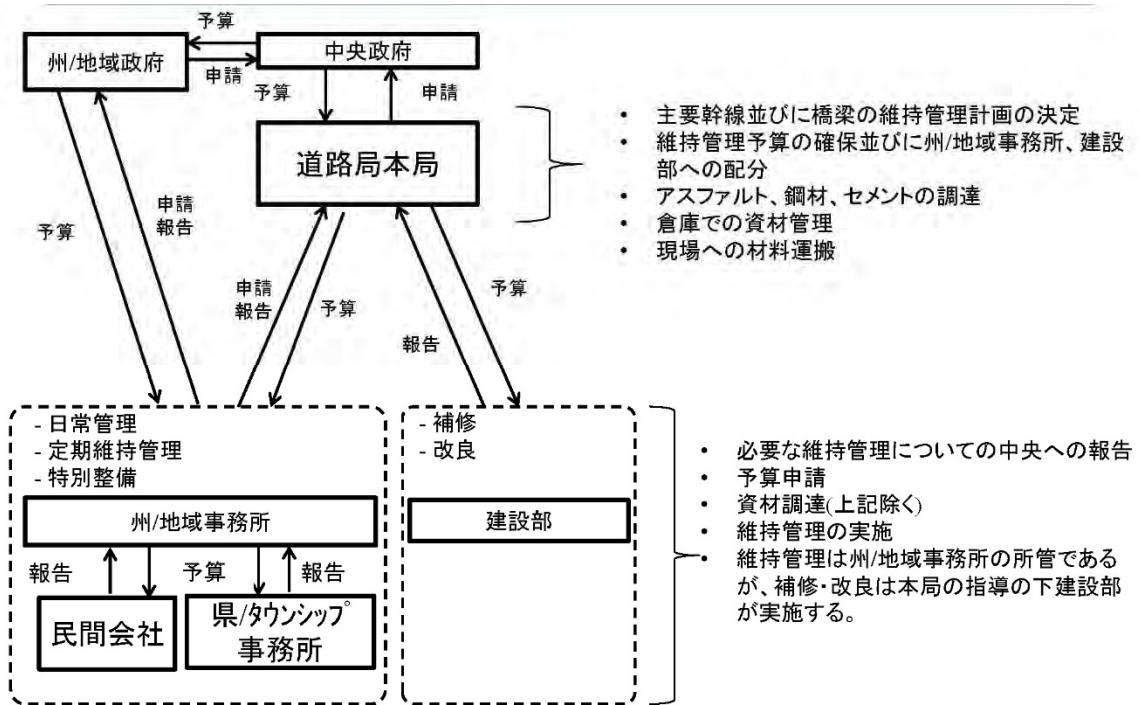 予算
州/地域政府
中央政府
申請
予算
申請
道路局本局
• 主要幹線並びに橋梁の維持管理計画の決定
• 維持管理予算の確保並びに州/地域事務所、建設
部への配分
• アスファルト、鋼材、セメントの調達
• 倉庫での資材管理
• 現場への材料運搬
予算
申請
報告
申請
報告
予算
報告
予算
- 日常管理
- 定期維持管理
- 特別整備
州/地域事務所
報告
予算
報告
民間会社
県/タウンシップ
事務所
- 補修
- 改良
建設部
• 必要な維持管理についての中央への報告
• 予算申請
• 資材調達(上記除く)
• 維持管理の実施
• 維持管理は州/地域事務所の所管である
が、補修・改良は本局の指導の下建設部
が実施する。